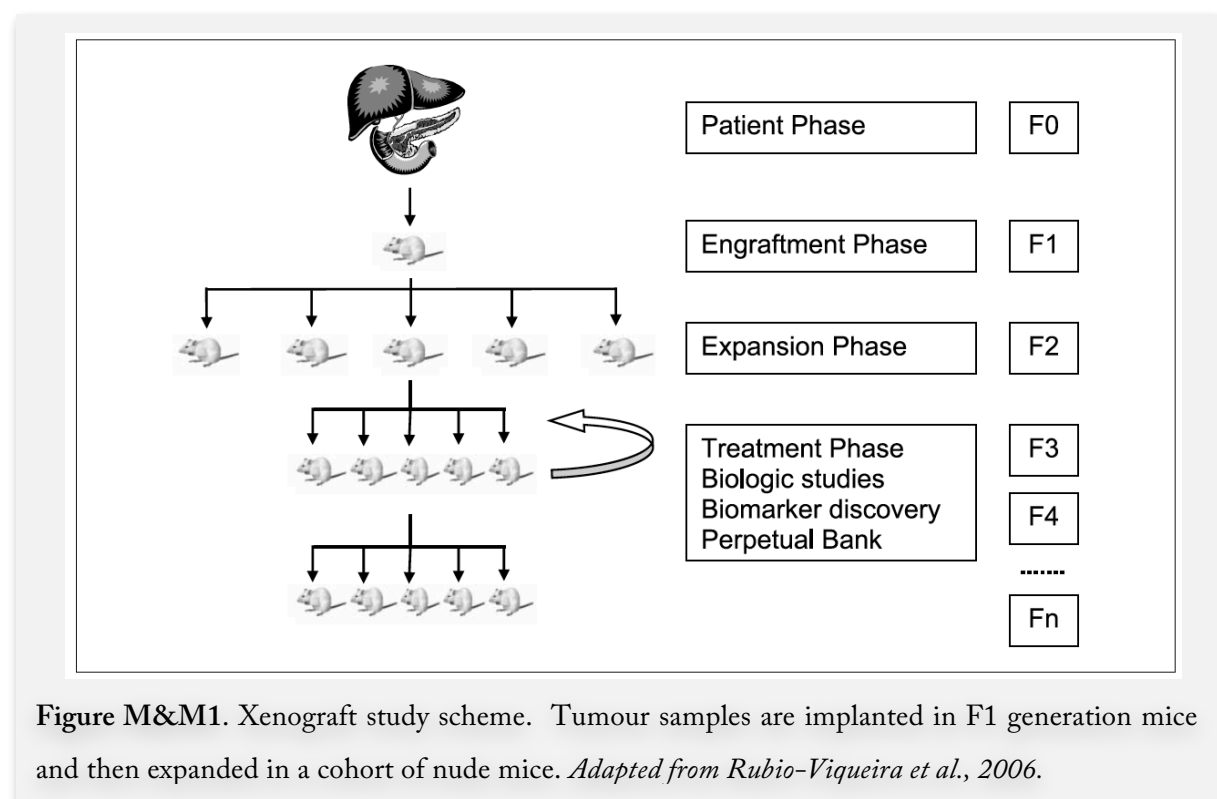 Patient Phase F0
Engraftment Phase F1
Expansion Phase F2
Treatment Phase F3
Biologic studies
Biomarker discovery F4
Perpetual Bank
.......
Fn
Figure M&M1. Xenograft study scheme. Tumour samples are implanted in F1 generation mice
and then expanded in a cohort of nude mice. Adapted from Rubio-Viqueira et al., 2006.